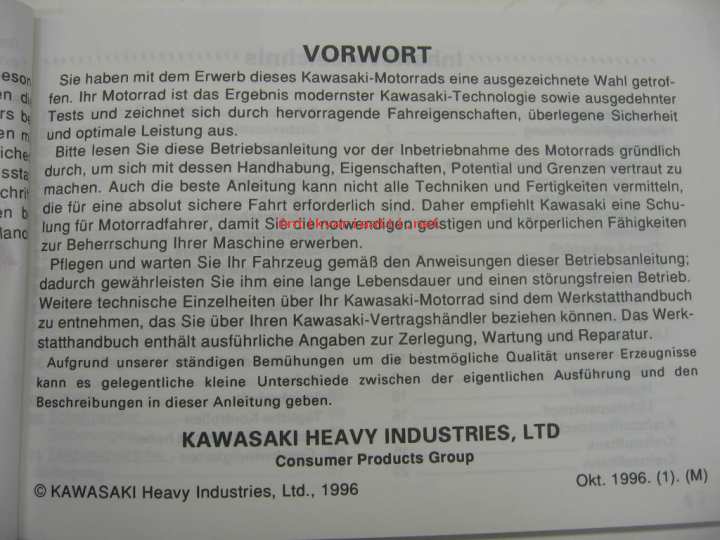 VORWORT
Sie haben mit dem Erwerb dieses Kawasaki-Motorrads eine ausgezeichnete Wahl getrof-
fen. Ihr Motorrad ist das Ergebnis modernster Kawasaki-Technologie sowie ausgedehnter
Tests und zeichnet sich durch hervorragende Fahreigenschaften, überlegene Sicherheit
und optimale Leistung aus.
Bitte lesen Sie diese Betriebsanleitung vor der Inbetriebnahme des Motorrads gründlich
durch, um sich mit dessen Handhabung, Eigenschaften, Potential und Grenzen vertraut zu
machen. Auch die beste Anleitung kann nicht alle Techniken und Fertigkeiten vermitteln,
die für eine absolut sichere Fahrt erforderlich sind. Daher empfiehlt Kawasaki eine Schu-
lung für Motorradfahrer, damit Sie die notwendigen geistigen und körperlichen Fähigkeiten
zur Beherrschung Ihrer Maschine erwerben.
Pflegen und warten Sie Ihr Fahrzeug gemäß den Anweisungen dieser Betriebsanleitung;
dadurch gewährleisten Sie ihm eine lange Lebensdauer und einen störungsfreien Betrieb.
Weitere technische Einzelheiten über Ihr Kawasaki-Motorrad sind dem Werkstatthandbuch
zu entnehmen, das Sie über Ihren Kawasaki-Vertragshändler beziehen können. Das Werk-
statthandbuch enthält ausführliche Angaben zur Zerlegung, Wartung und Reparatur.
Aufgrund unserer ständigen Bemühungen um die bestmögliche Qualität unserer Erzeugnisse
kann es gelegentliche kleine Unterschiede zwischen der eigentlichen Ausführung und den
Beschreibungen in dieser Anleitung geben.
KAWASAKI HEAVY INDUSTRIES, LTD
Consumer Products Group
Okt. 1996. (1). (M)
© KAWASAKI Heavy Industries, Ltd., 1996